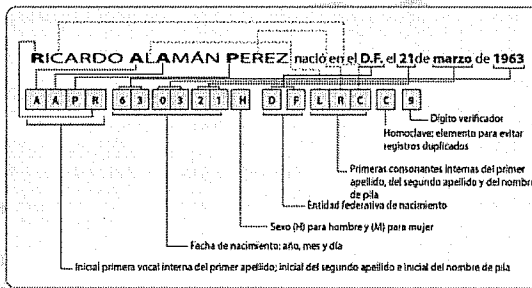 RICARDO ALAMÁN PEREZ nació en el D.F. el 21 de marzo de 1963
A A P R 6 3 0 3 2 1 H D F L R C C 9
Dígito verificador
Homoclave: elemento para evitar
registros duplicados
Primeras consonantes internas del primer
apellido, del segundo apellido y del nombre
de pila
Entidad federativa de nacimiento
Sexo (H) para hombre y (M) para mujer
Facha de nacimiento: año, mes y día
Inicial primera vocal interna del primer apellido; inicial del segundo apellido e inicial del nombre de pila